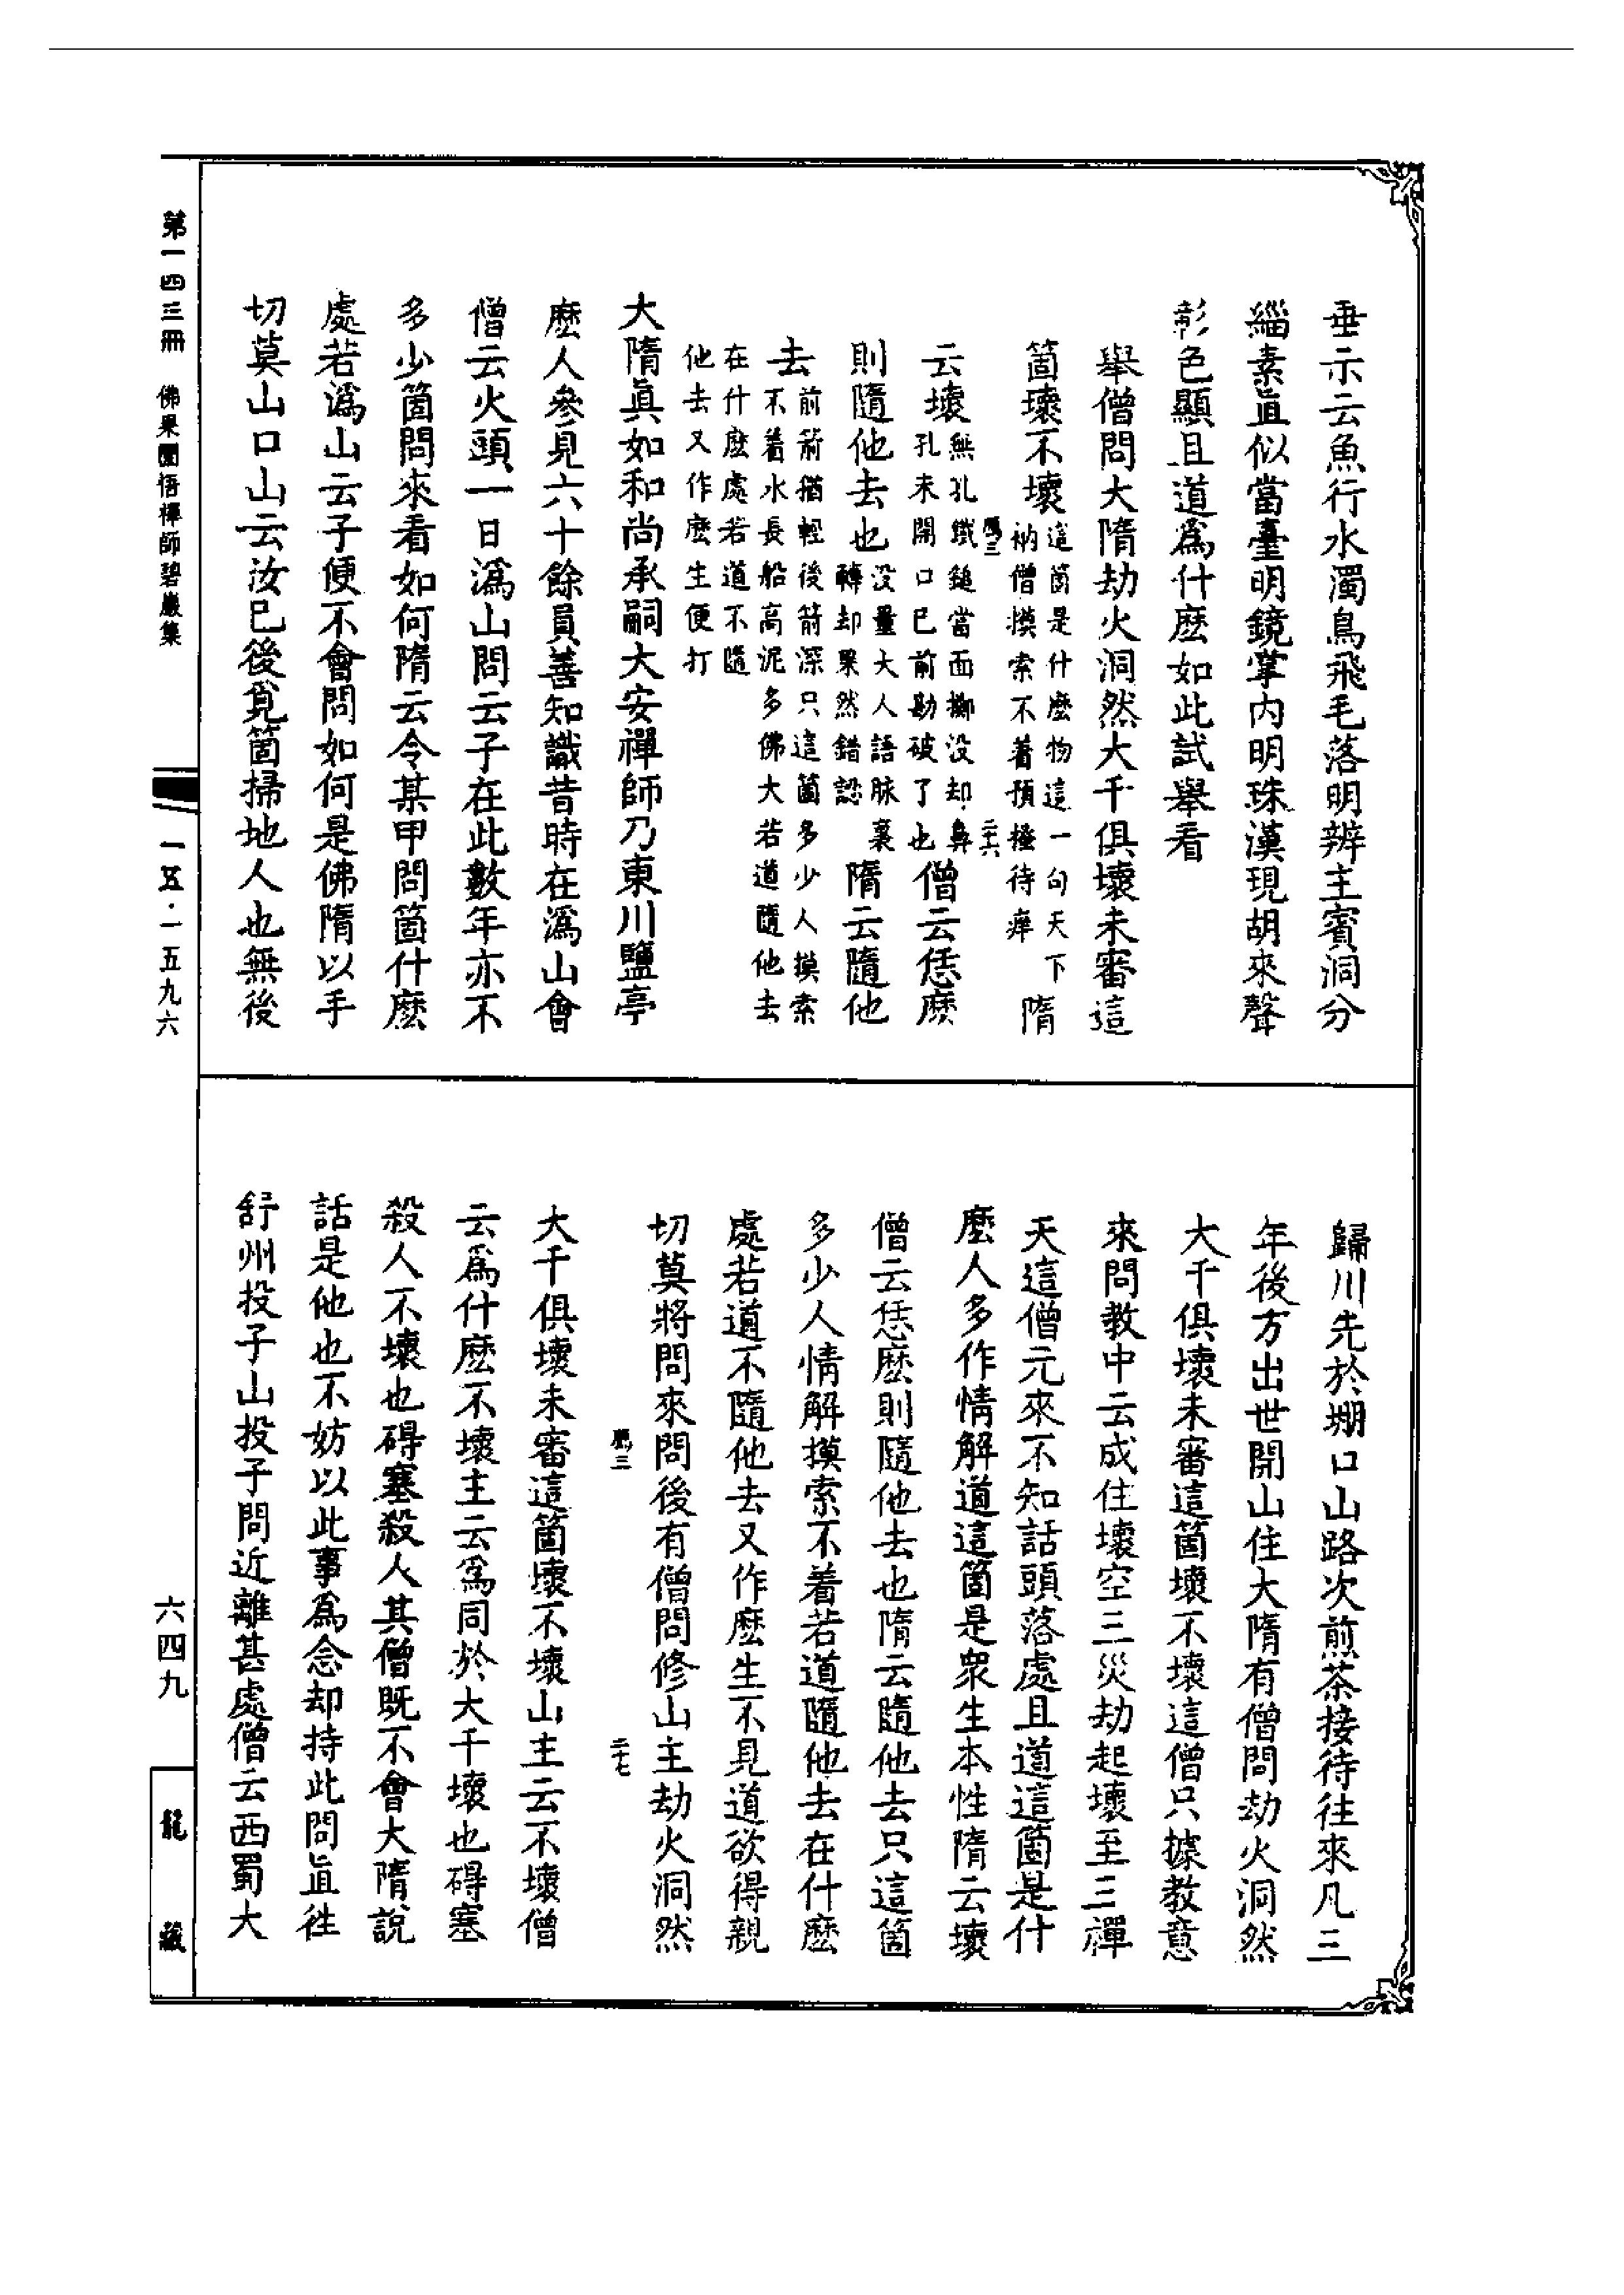 垂示云魚行水濁鳥飛毛落明辨主賓洞分
緇素直似當臺明鏡掌內明珠漢現胡來聲
彰色顯且道爲什麽如此試舉看
舉僧問大隋劫火洞然大千俱壞未審這
箇壞不壞這箇是什麽物這一句天下衲僧摸索不着預搔待痒隋
鴈三
二十六
云壞無孔鐵鎚當面擲没却鼻孔未開口已前勘破了也僧云恁麽
則隨他去也没量大人語脉裏轉却果然錯認隋云隨他
去前箭猶輕後箭深只這箇多少人摸索不着水長船高泥多佛大若道隨他去在什麽處若道不隨他去又作麽生便打
大隋眞如和尚承嗣大安禪師乃東川鹽亭
麽人參見六十餘員善知識昔時在潙山會
僧云火頭一日潙山問云子在此數年亦不
多少箇問來看如何隋云令某甲問箇什麽
處若潙山云子便不會問如何是佛隋以手
切莫山口山云汝已後覓箇掃地人也無後
歸川先於堋口山路次煎茶接待往來凡三
年後方出世開山住大隋有僧問劫火洞然
大千俱壞未審這箇壞不壞這僧只據教意
來問教中云成住壞空三災劫起壞至三禪
天這僧元來不知話頭落處且道這箇是什
麽人多作情解道這箇是衆生本性隋云壞
僧云恁麽則隨他去也隋云隨他去只這箇
多少人情解摸索不着若道隨他去在什麽
處若道不隨他去又作麽生不見道欲得親
切莫將問來問後有僧問修山主劫火洞然
鴈三
二十七
大千俱壞未審這箇壞不壞山主云不壞僧
云爲什麽不壞主云爲同於大千壞也碍塞
殺人不壞也碍塞殺人其僧既不會大隋說
話是他也不妨以此事爲念却持此問直徃
舒州投子山投子問近離甚處僧云西蜀大
第一四三冊
佛果圜悟禪師碧巖集
一五·一五九六
六四九
龍藏